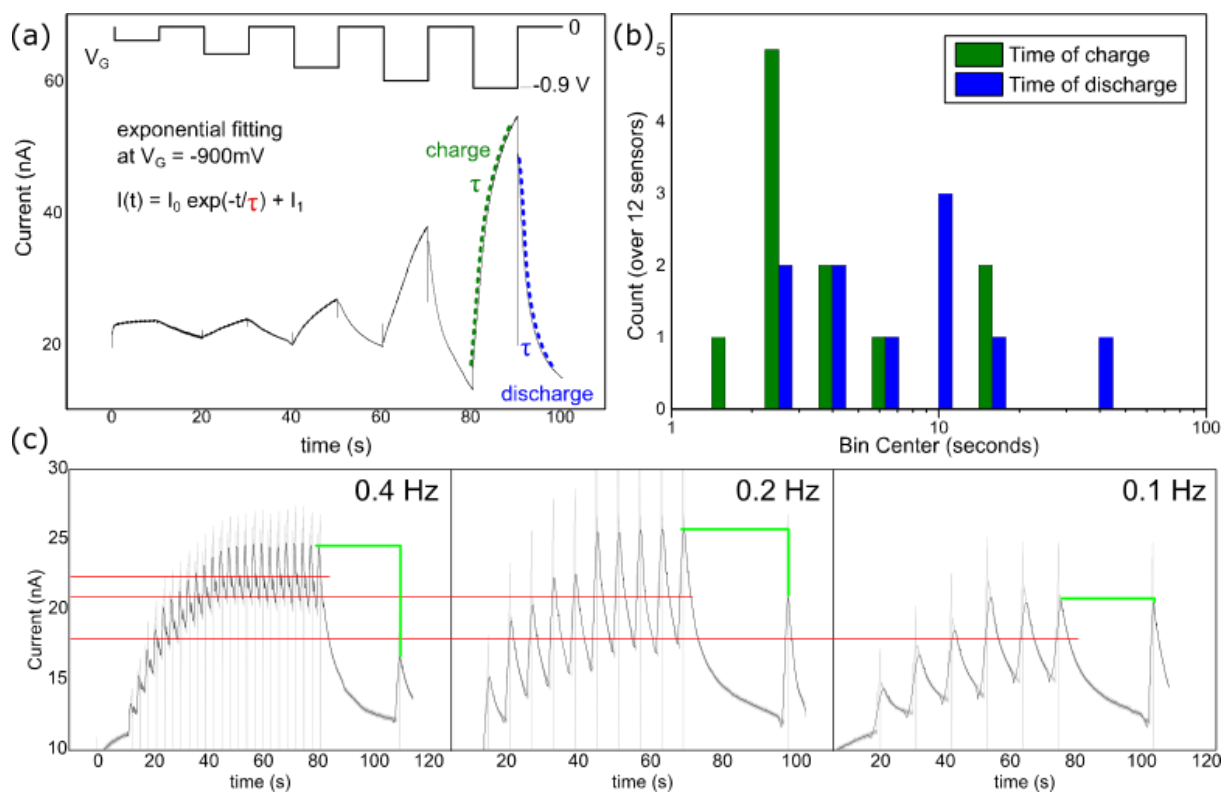 (a)
V_G
0
-0.9 V
exponential fitting
at V_G = -900mV
I(t) = I_0 exp(-t/τ) + I_1
charge
τ
τ
discharge
Current (nA)
60
40
20
0 20 40 60 80 100
time (s)
(b)
Time of charge
Time of discharge
Count (over 12 sensors)
5
4
3
2
1
0
1 10 100
Bin Center (seconds)
(c)
0.4 Hz
0.2 Hz
0.1 Hz
Current (nA)
30
25
20
15
10
0 20 40 60 80 100 120
time (s)
20 40 60 80 100
time (s)
20 40 60 80 100 120
time (s)